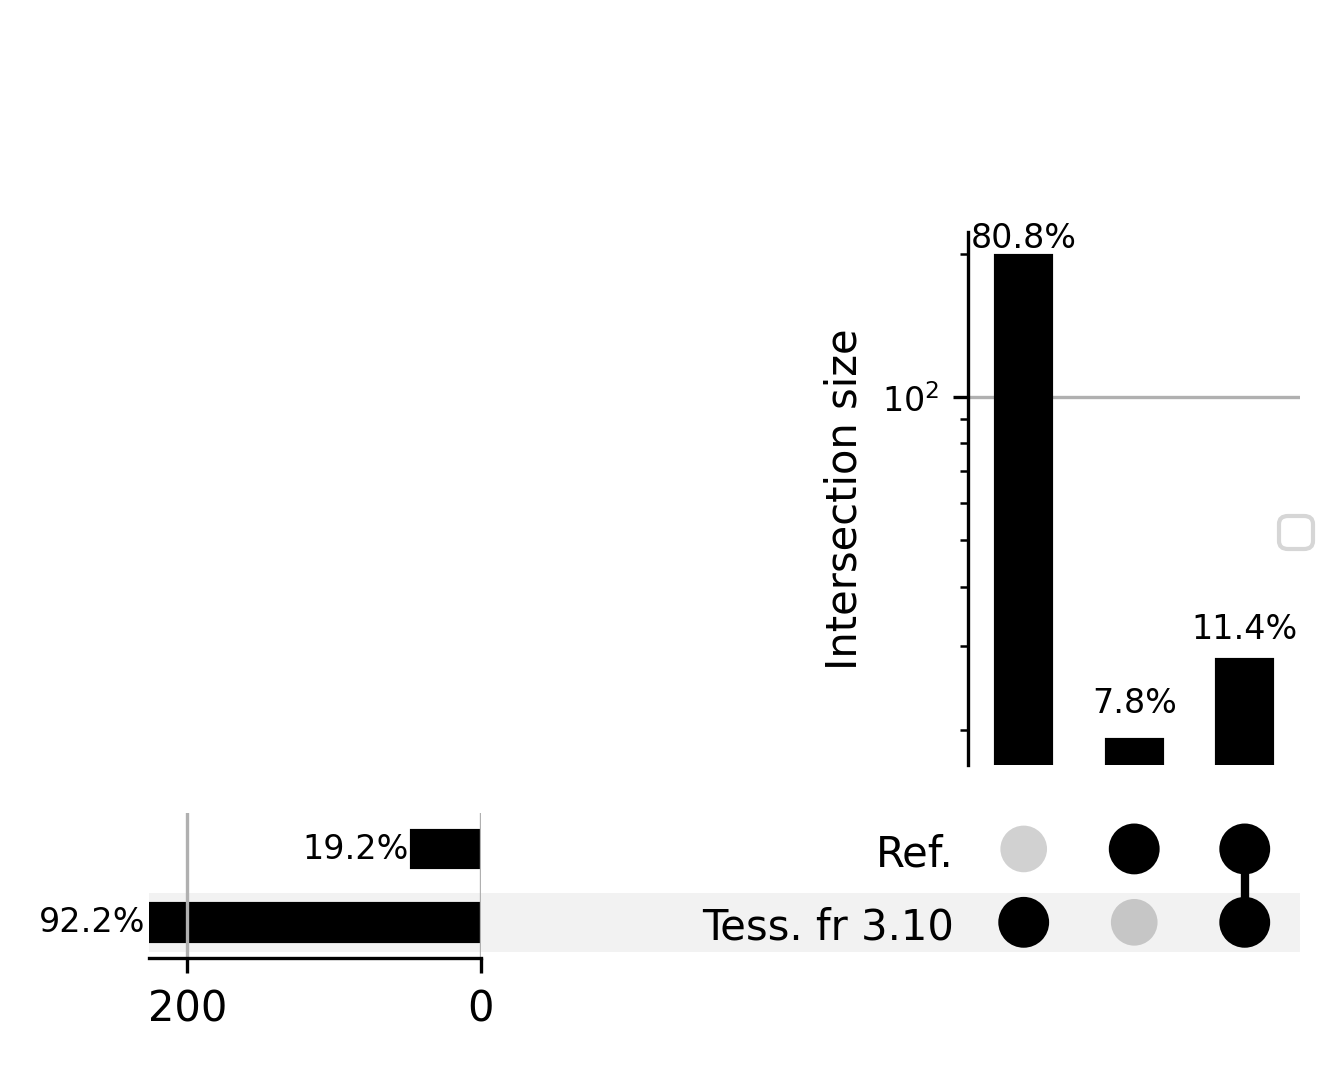 80.8%
Intersection size
10²
11.4%
7.8%
19.2%
Ref.
92.2%
Tess. fr 3.10
200
0